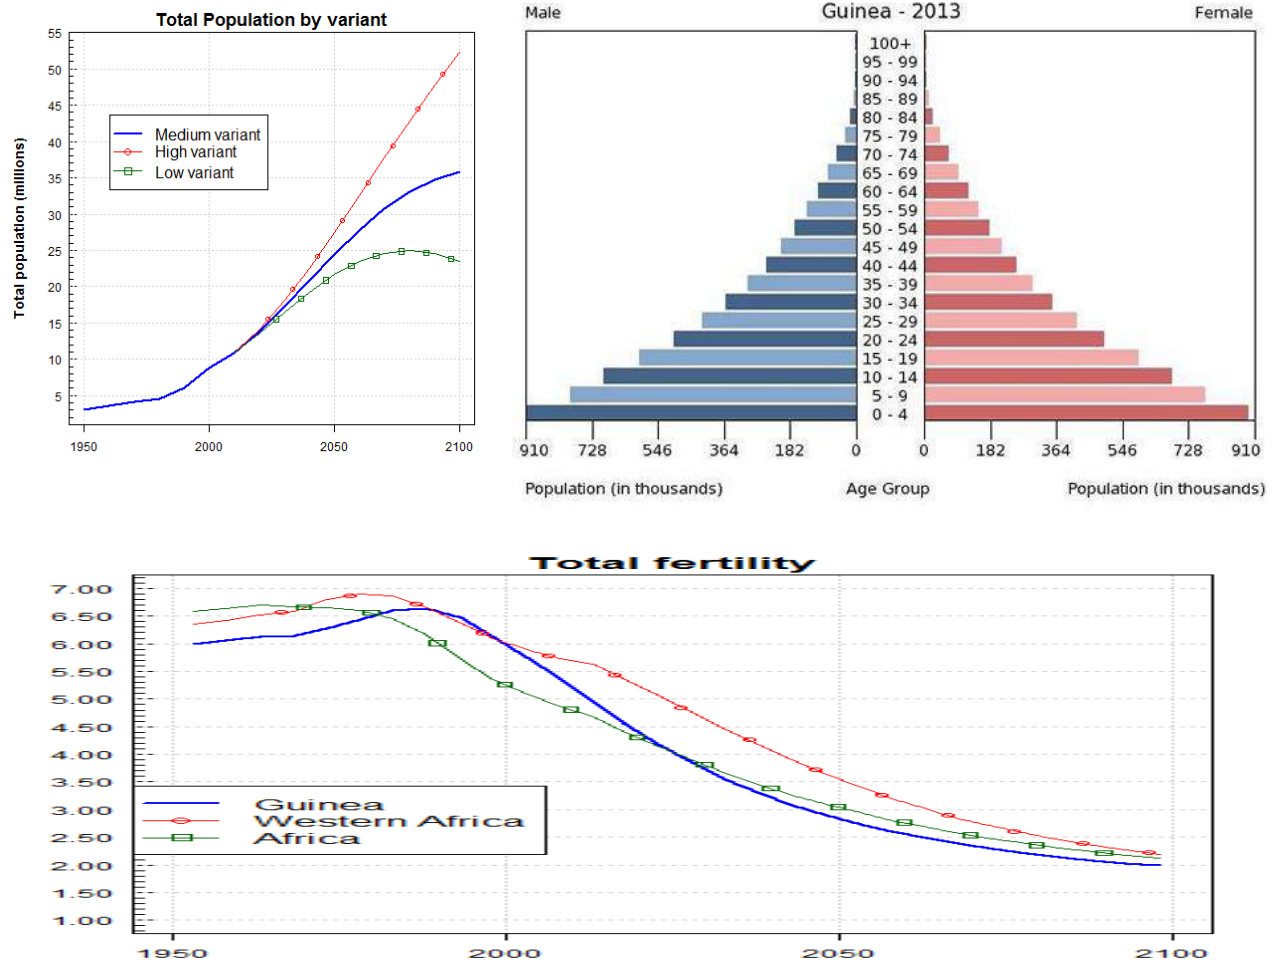 Total Population by variant
Total population (millions)
55
50
45
40
35
30
25
20
15
10
5
Medium variant
High variant
Low variant
1950 2000 2050 2100
Male Guinea - 2013 Female
100+
95 - 99
90 - 94
85 - 89
80 - 84
75 - 79
70 - 74
65 - 69
60 - 64
55 - 59
50 - 54
45 - 49
40 - 44
35 - 39
30 - 34
25 - 29
20 - 24
15 - 19
10 - 14
5 - 9
0 - 4
910 728 546 364 182 0 0 182 364 546 728 910
Population (in thousands) Age Group Population (in thousands)
Total fertility
7.00
6.50
6.00
5.50
5.00
4.50
4.00
3.50
3.00
2.50
2.00
1.50
1.00
Guinea
Western Africa
Africa
1950 2000 2050 2100